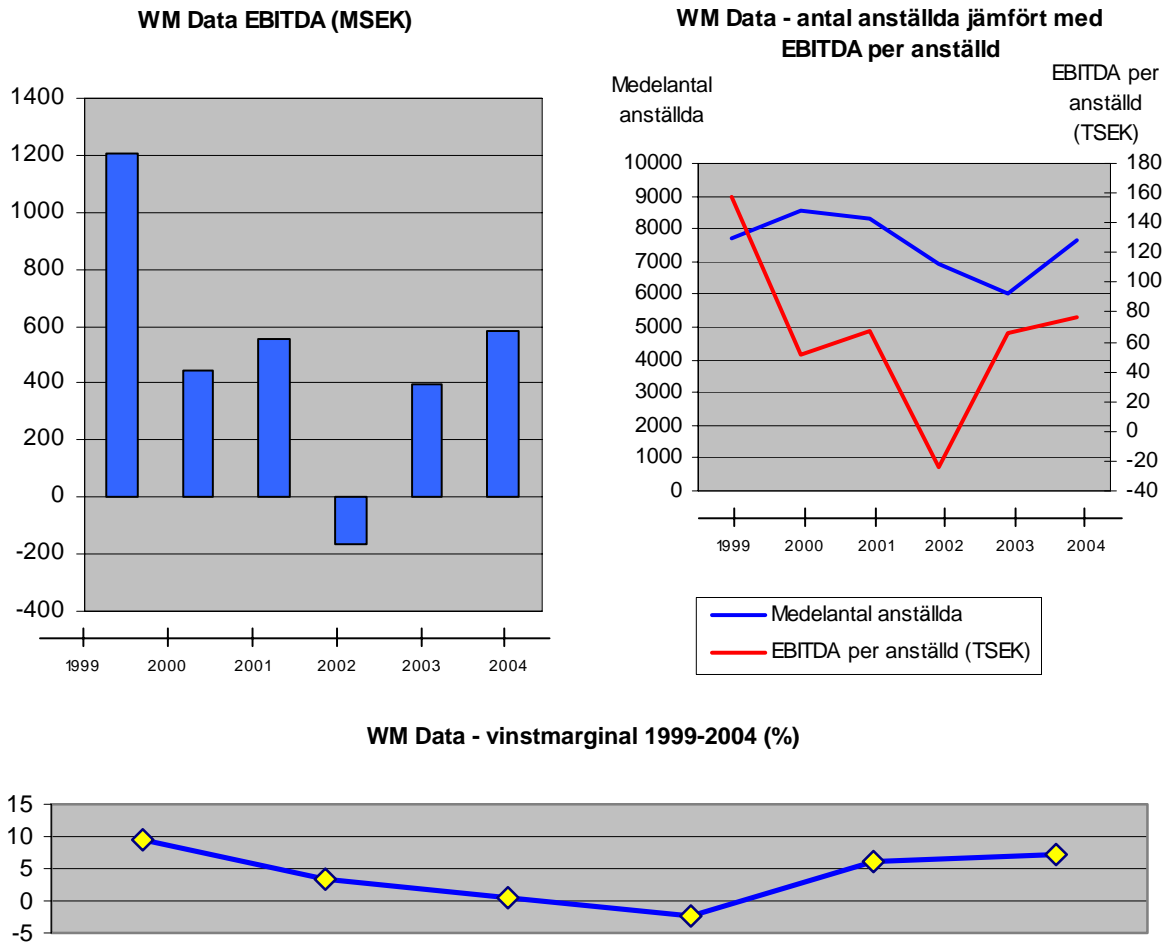 WM Data EBITDA (MSEK)
1400
1200
1000
800
600
400
200
0
-200
-400
1999 2000 2001 2002 2003 2004
WM Data - antal anställda jämfört med
EBITDA per anställd
Medelantal
anställda
EBITDA per
anställd
(TSEK)
10000
9000
8000
7000
6000
5000
4000
3000
2000
1000
0
180
160
140
120
100
80
60
40
20
0
-20
-40
1999 2000 2001 2002 2003 2004
Medelantal anställda
EBITDA per anställd (TSEK)
WM Data - vinstmarginal 1999-2004 (%)
15
10
5
0
-5